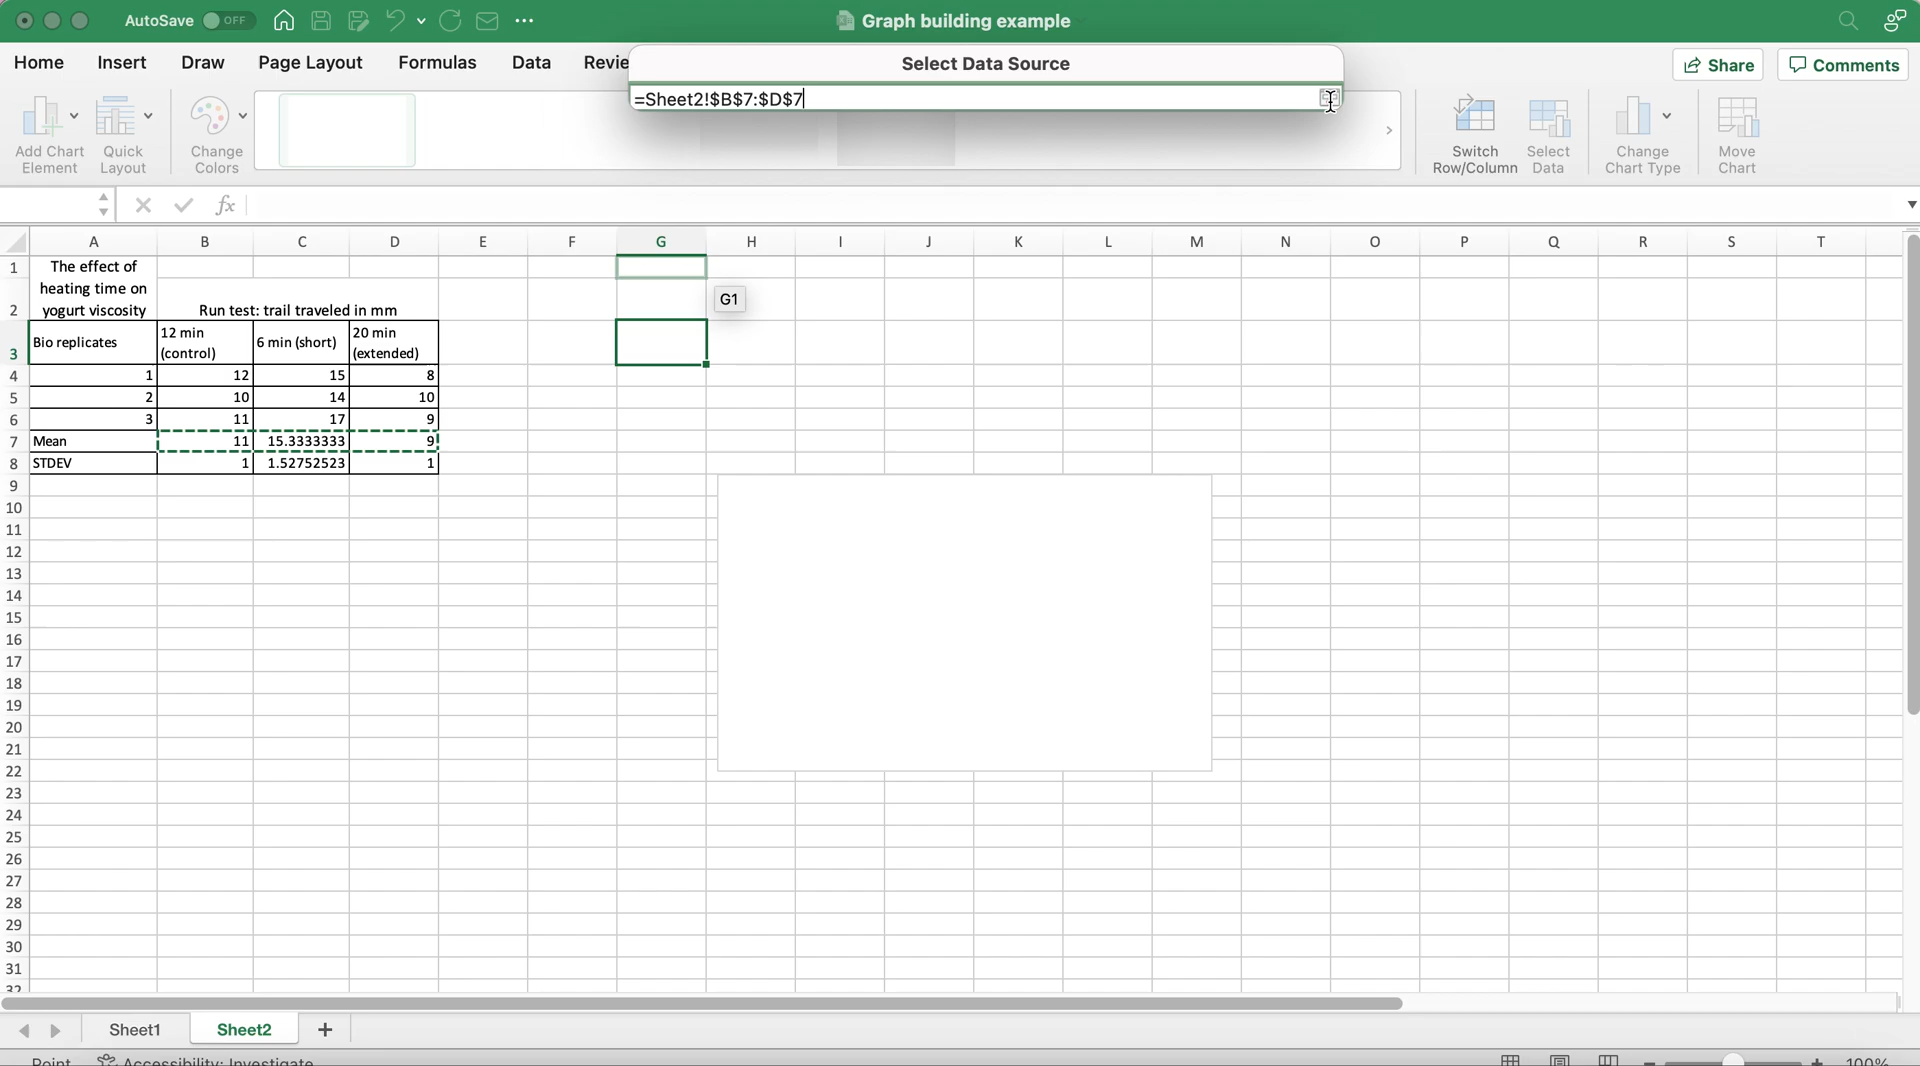 AutoSave OFF
Graph building example
Home Insert Draw Page Layout Formulas Data Revie
Select Data Source
Share Comments
=Sheet2!$B$7:$D$7
Add Chart Element
Quick Layout
Change Colors
Switch Row/Column
Select Data
Change Chart Type
Move Chart
fx
A B C D E F G H I J K L M N O P Q R S T
1 The effect of
heating time on
2 yogurt viscosity Run test: trail traveled in mm
G1
3 Bio replicates 12 min (control) 6 min (short) 20 min (extended)
4 1 12 15 8
5 2 10 14 10
6 3 11 17 9
7 Mean 11 15.3333333 9
8 STDEV 1 1.52752523 1
9
10
11
12
13
14
15
16
17
18
19
20
21
22
23
24
25
26
27
28
29
30
31
32
Sheet1 Sheet2
Point Accessibility: Investigate 100%